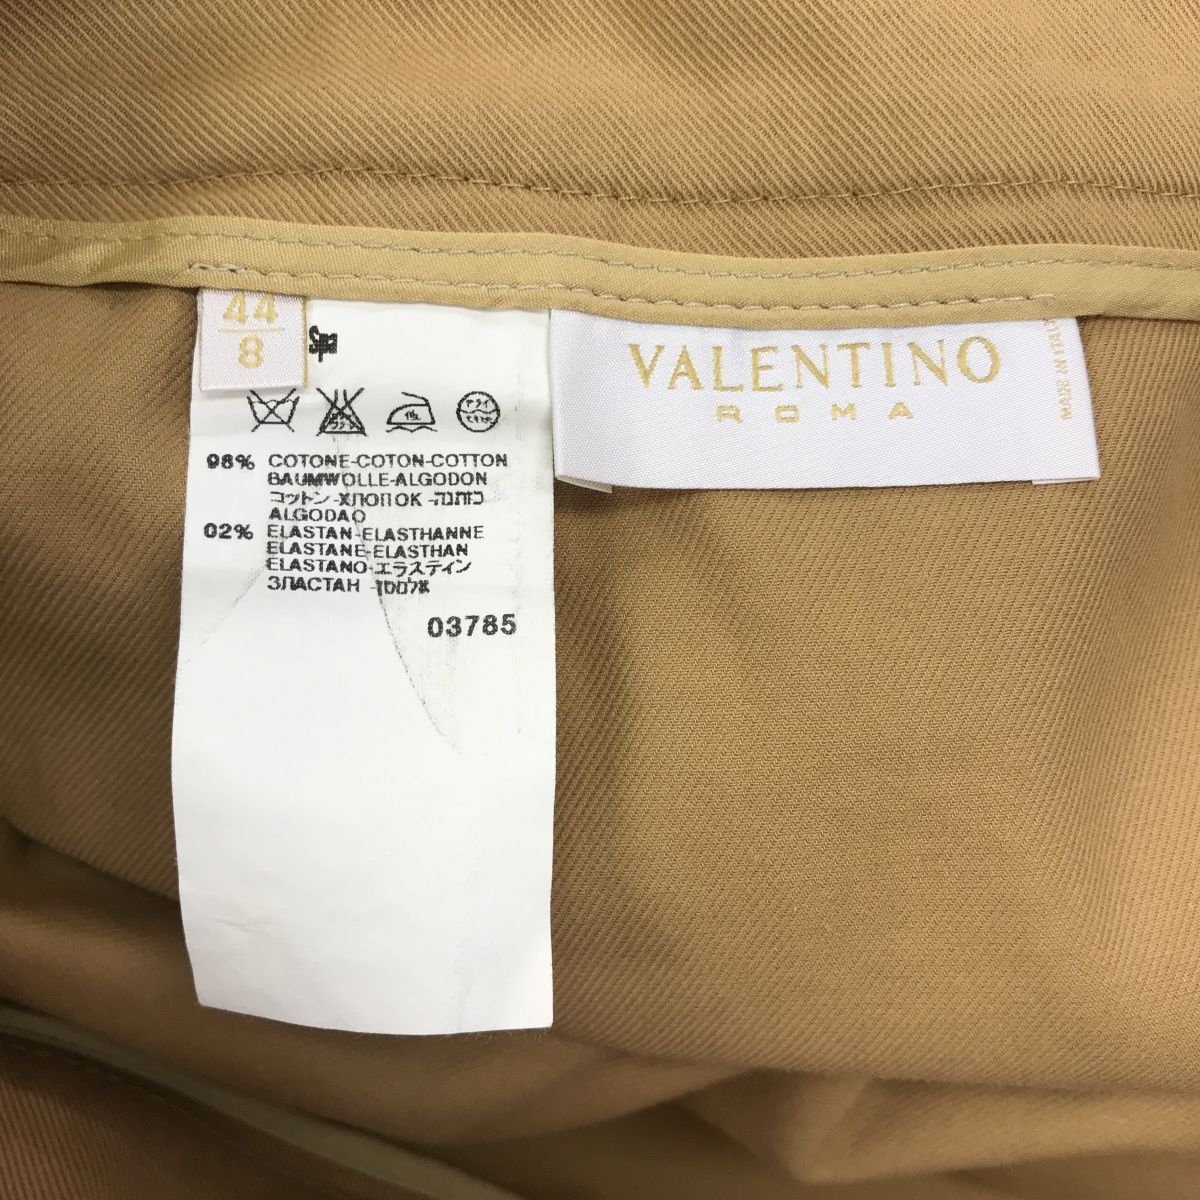 44
8
Spa
VALENTINO
ROMA
MADE IN ITALY
98% COTONE-COTON-COTTON
BAUMWOLLE-ALGODON
コットン-ХЛОПОК-כותנה
ALGODAO
02% ELASTAN-ELASTHANNE
ELASTANE-ELASTHAN
ELASTANO-エラスティン
ЭЛАСТАН-אלסטן
03785